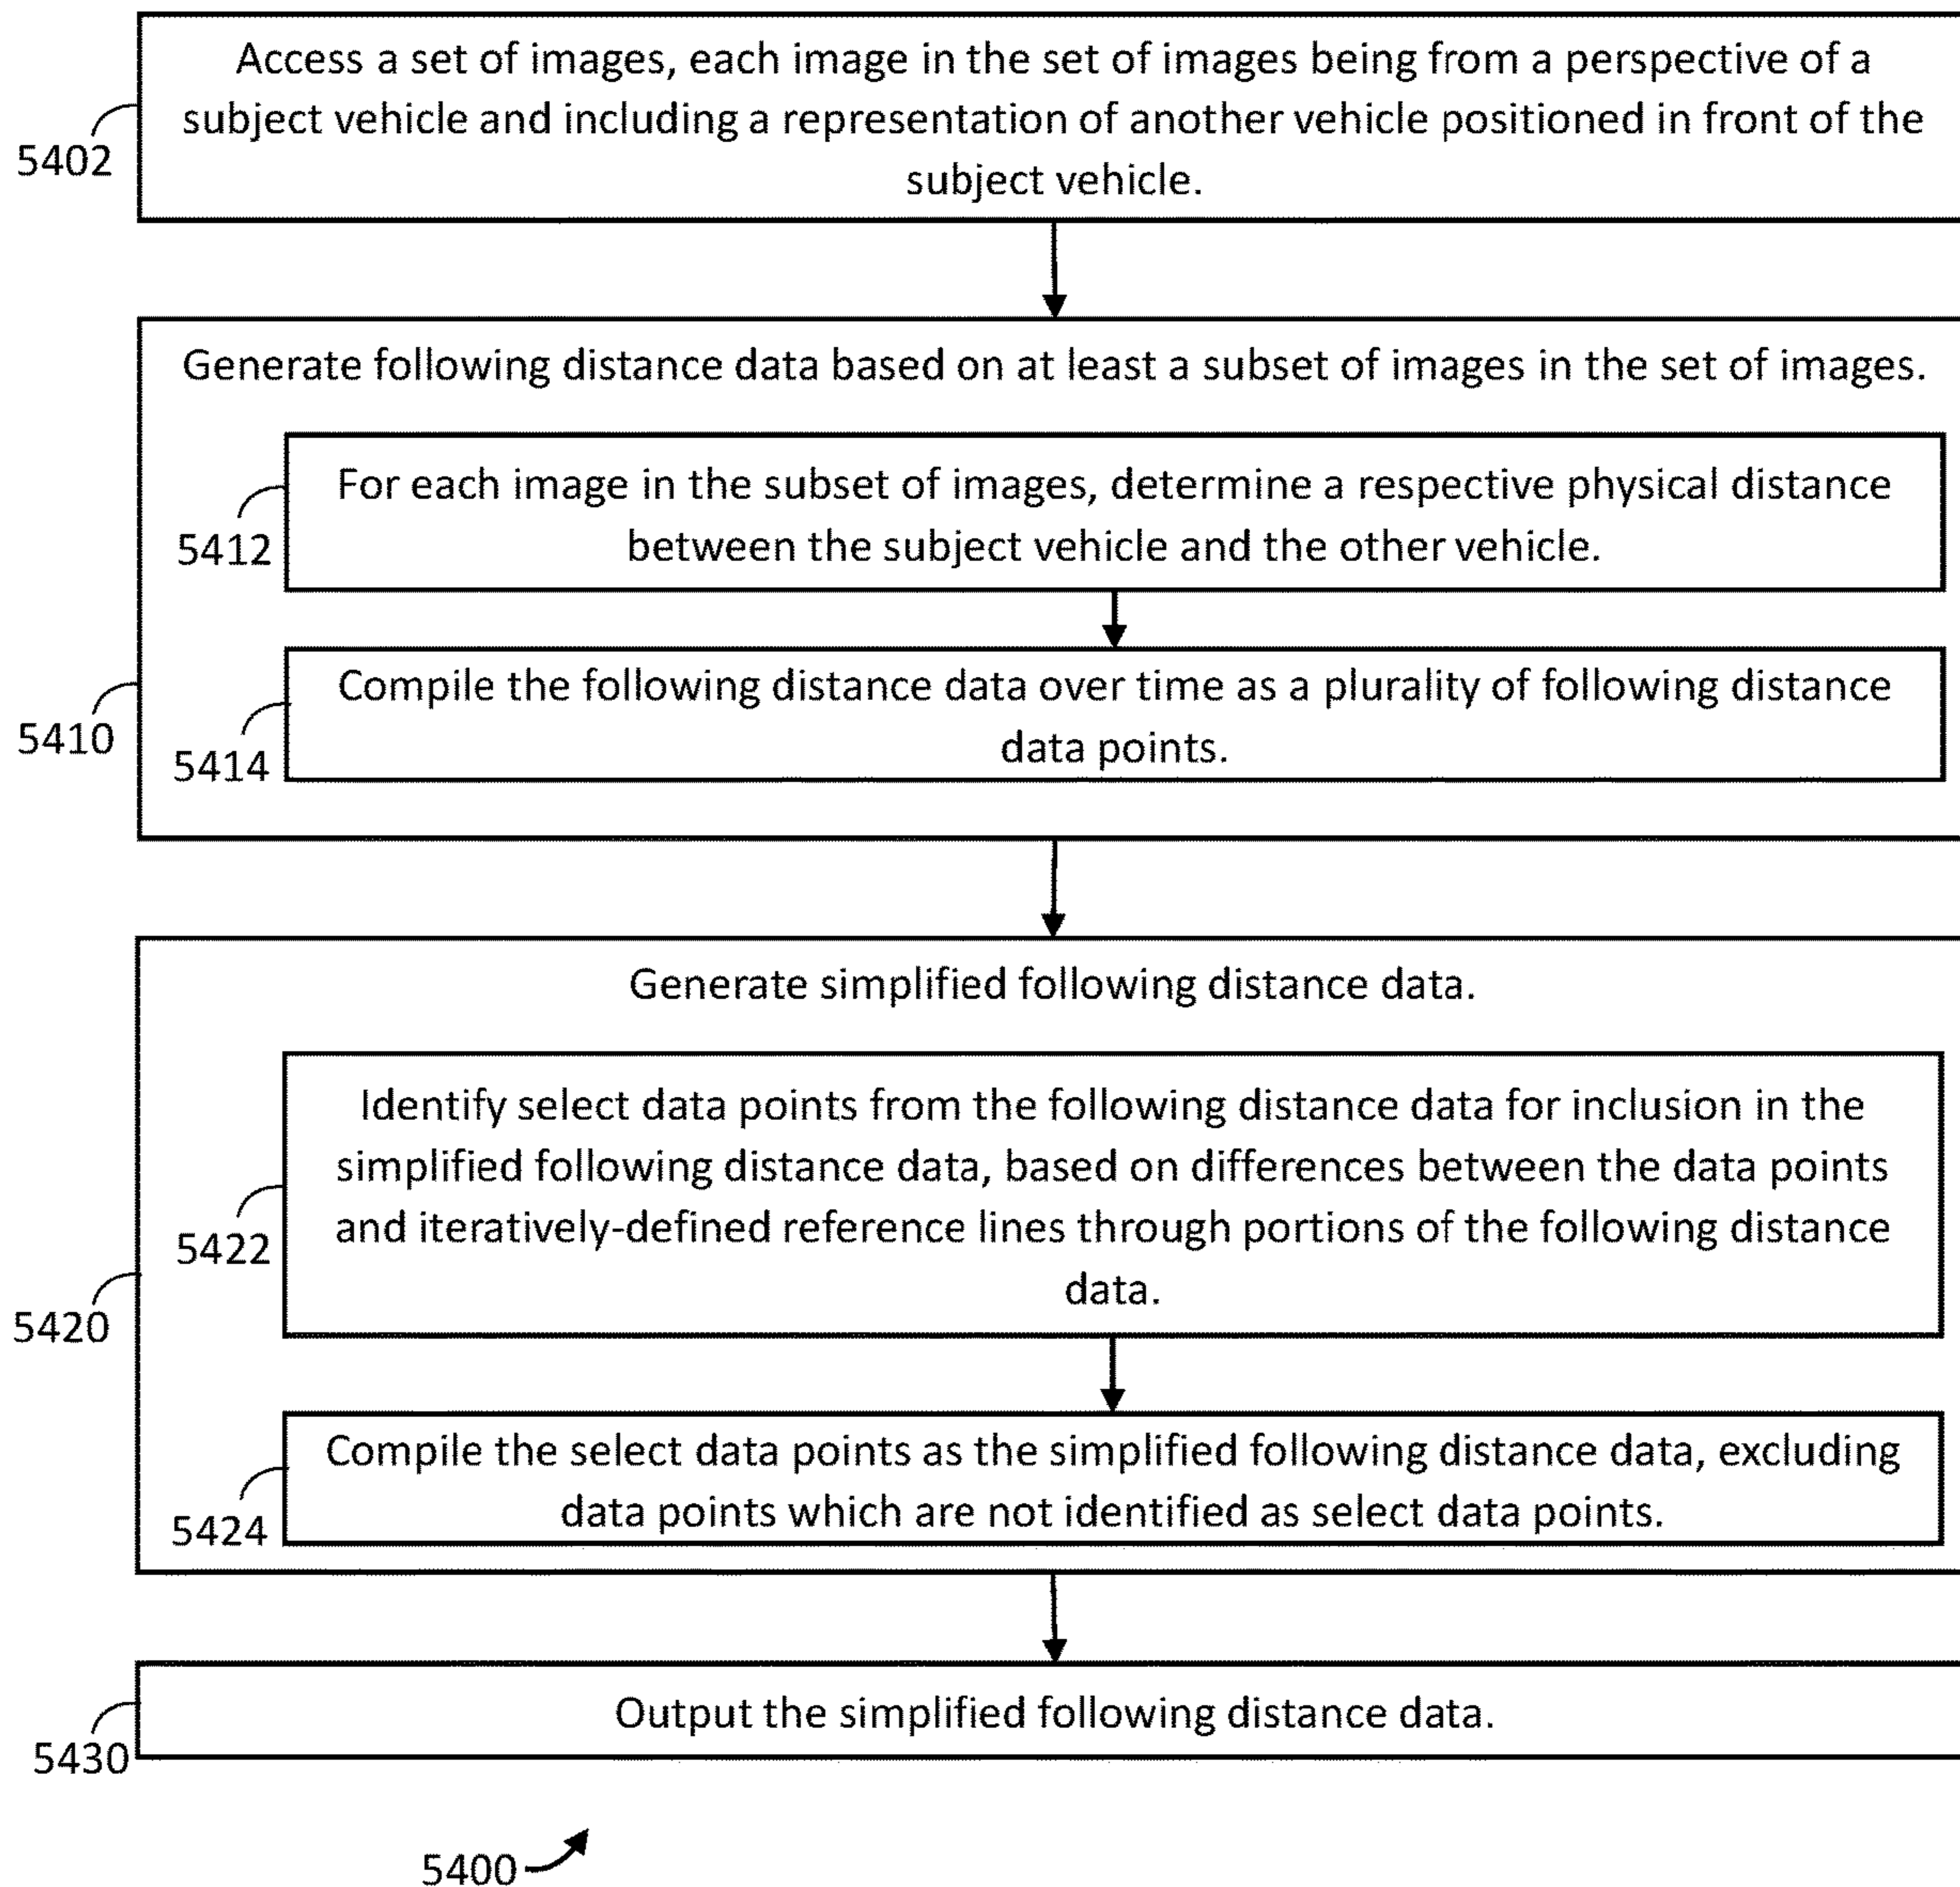 Access a set of images, each image in the set of images being from a perspective of a
subject vehicle and including a representation of another vehicle positioned in front of the
subject vehicle.
5402
Generate following distance data based on at least a subset of images in the set of images.
For each image in the subset of images, determine a respective physical distance
between the subject vehicle and the other vehicle.
5412
Compile the following distance data over time as a plurality of following distance
data points.
5410
5414
Generate simplified following distance data.
Identify select data points from the following distance data for inclusion in the
simplified following distance data, based on differences between the data points
and iteratively-defined reference lines through portions of the following distance
data.
5422
5420
Compile the select data points as the simplified following distance data, excluding
data points which are not identified as select data points.
5424
Output the simplified following distance data.
5430
5400